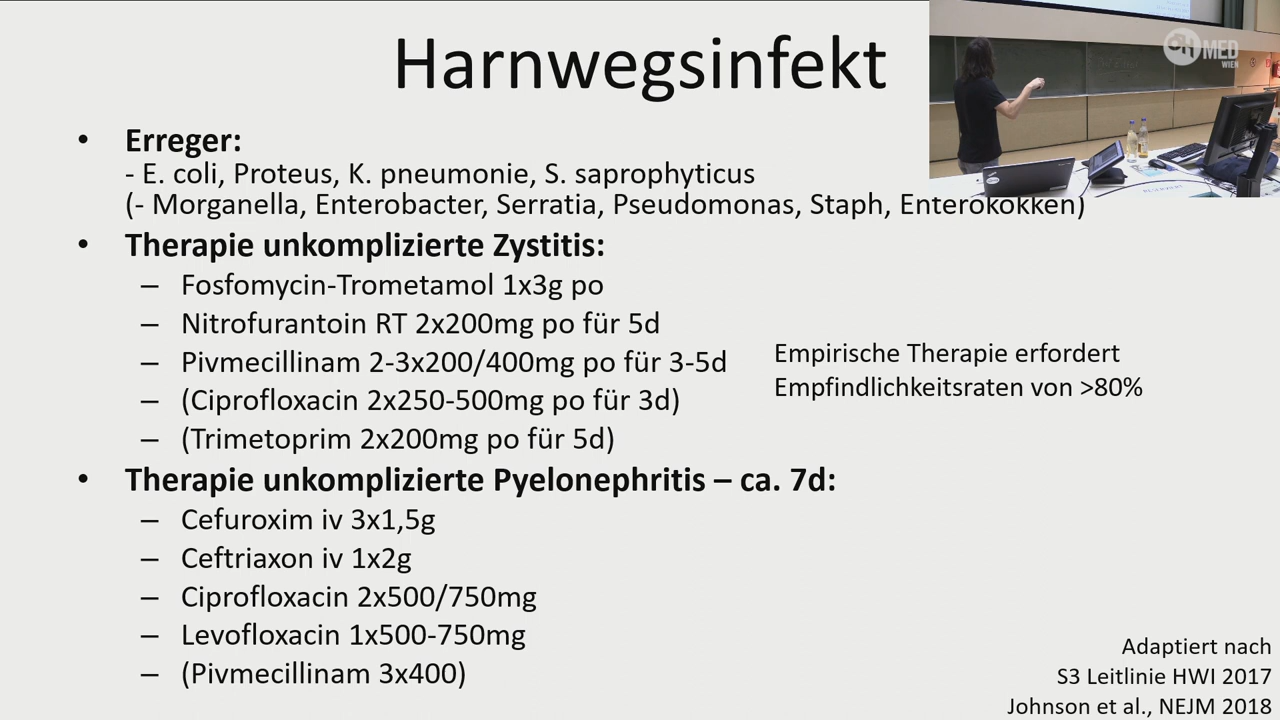 Harnwegsinfekt
MED
WIEN
• Erreger:
- E. coli, Proteus, K. pneumonie, S. saprophyticus
(- Morganella, Enterobacter, Serratia, Pseudomonas, Staph, Enterokokken)
• Therapie unkomplizierte Zystitis:
– Fosfomycin-Trometamol 1x3g po
– Nitrofurantoin RT 2x200mg po für 5d
– Pivmecillinam 2-3x200/400mg po für 3-5d
– (Ciprofloxacin 2x250-500mg po für 3d)
– (Trimetoprim 2x200mg po für 5d)
Empirische Therapie erfordert
Empfindlichkeitsraten von >80%
• Therapie unkomplizierte Pyelonephritis – ca. 7d:
– Cefuroxim iv 3x1,5g
– Ceftriaxon iv 1x2g
– Ciprofloxacin 2x500/750mg
– Levofloxacin 1x500-750mg
– (Pivmecillinam 3x400)
Adaptiert nach
S3 Leitlinie HWI 2017
Johnson et al., NEJM 2018